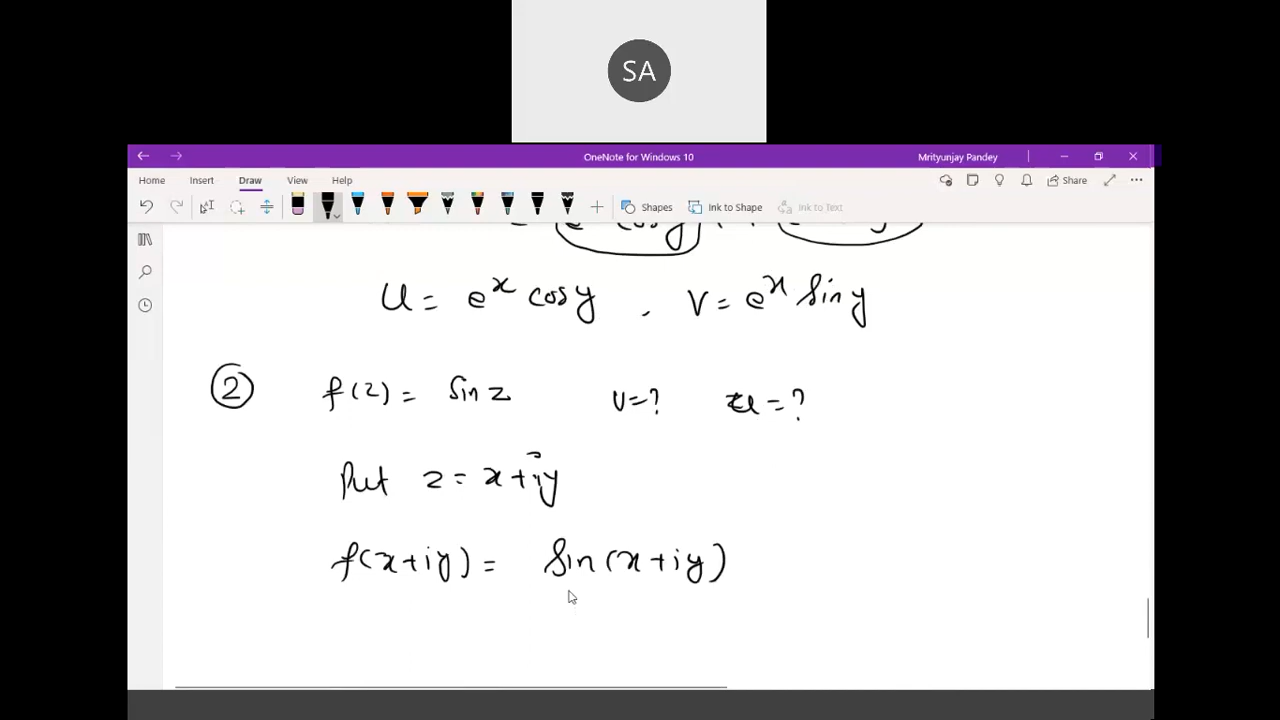 SA
OneNote for Windows 10
Mrityunjay Pandey
Home Insert Draw View Help
Share
Shapes Ink to Shape Ink to Text
u = e^x cos y , v = e^x sin y
② f(z) = sin z v=? u=?
Put z = x+iy
f(x+iy) = sin(x+iy)